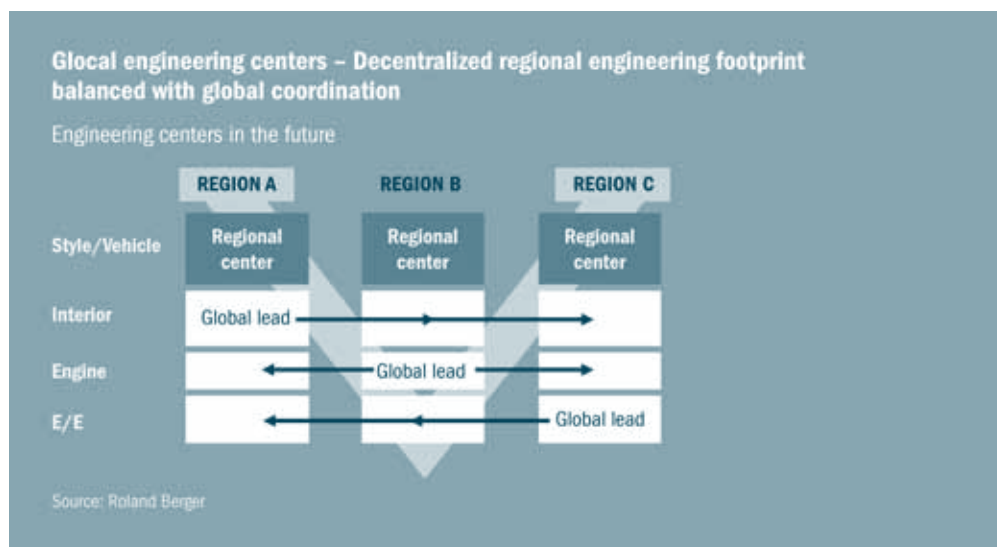 Glocal engineering centers – Decentralized regional engineering footprint
balanced with global coordination
Engineering centers in the future
REGION A REGION B REGION C
Style/Vehicle Regional center Regional center Regional center
Interior Global lead
Engine Global lead
E/E Global lead
Source: Roland Berger